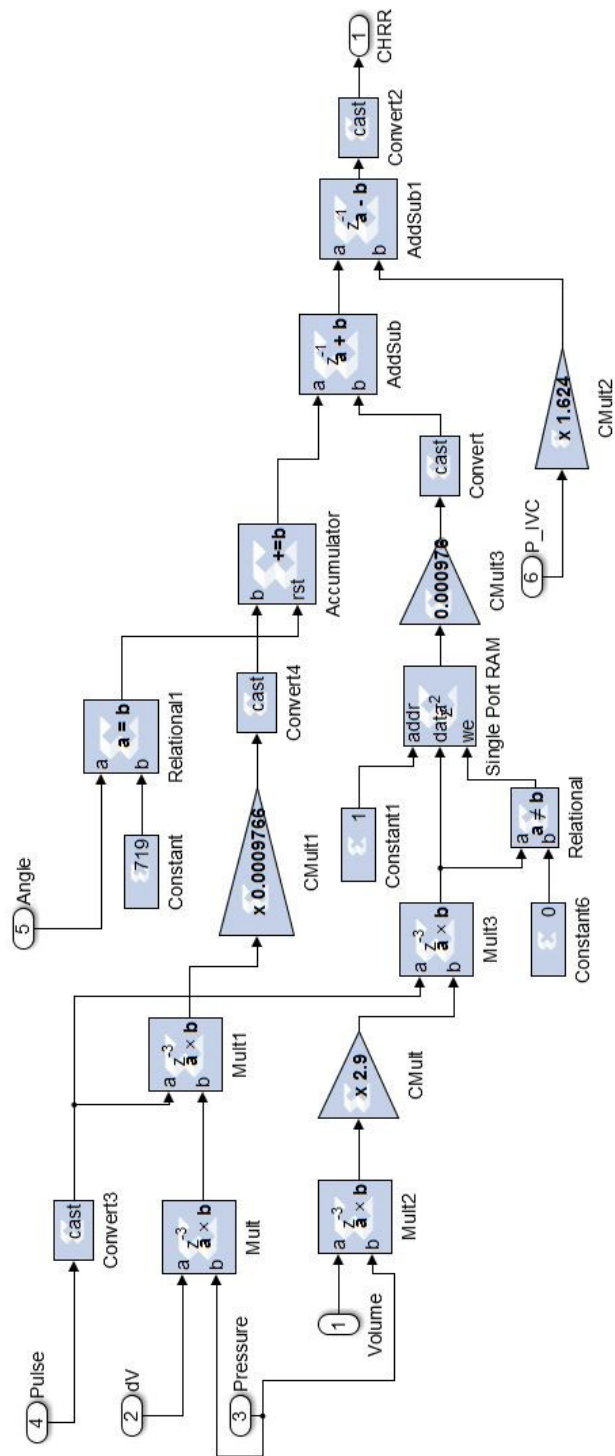 4
Pulse
cast
Convert3
2
dV
a
z-3
a × b
b
Mult
3
Pressure
1
Volume
a
z-3
a × b
b
Mult2
a
z-3
a × b
b
Mult1
x 2.9
CMult
5
Angle
719
Constant
a
a = b
b
Relational1
x 0.0009766
CMult1
cast
Convert4
b
+=b
rst
Accumulator
a
z-3
a × b
b
Mult3
0
Constant6
1
Constant1
a
a ≠ b
b
Relational
addr
data
z-2
we
Single Port RAM
0.000976
CMult3
cast
Convert
6
P_IVC
x 1.624
CMult2
a
z-1
a + b
b
AddSub
a
z-1
a - b
b
AddSub1
cast
Convert2
1
CHRR